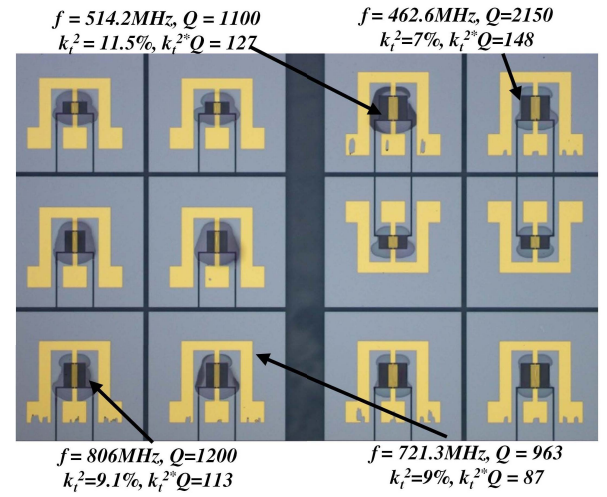 f = 514.2MHz, Q = 1100
kₜ² = 11.5%, kₜ²*Q = 127
f = 462.6MHz, Q=2150
kₜ²=7%, kₜ²*Q=148
f = 806MHz, Q=1200
kₜ²=9.1%, kₜ²*Q=113
f = 721.3MHz, Q = 963
kₜ²=9%, kₜ²*Q = 87